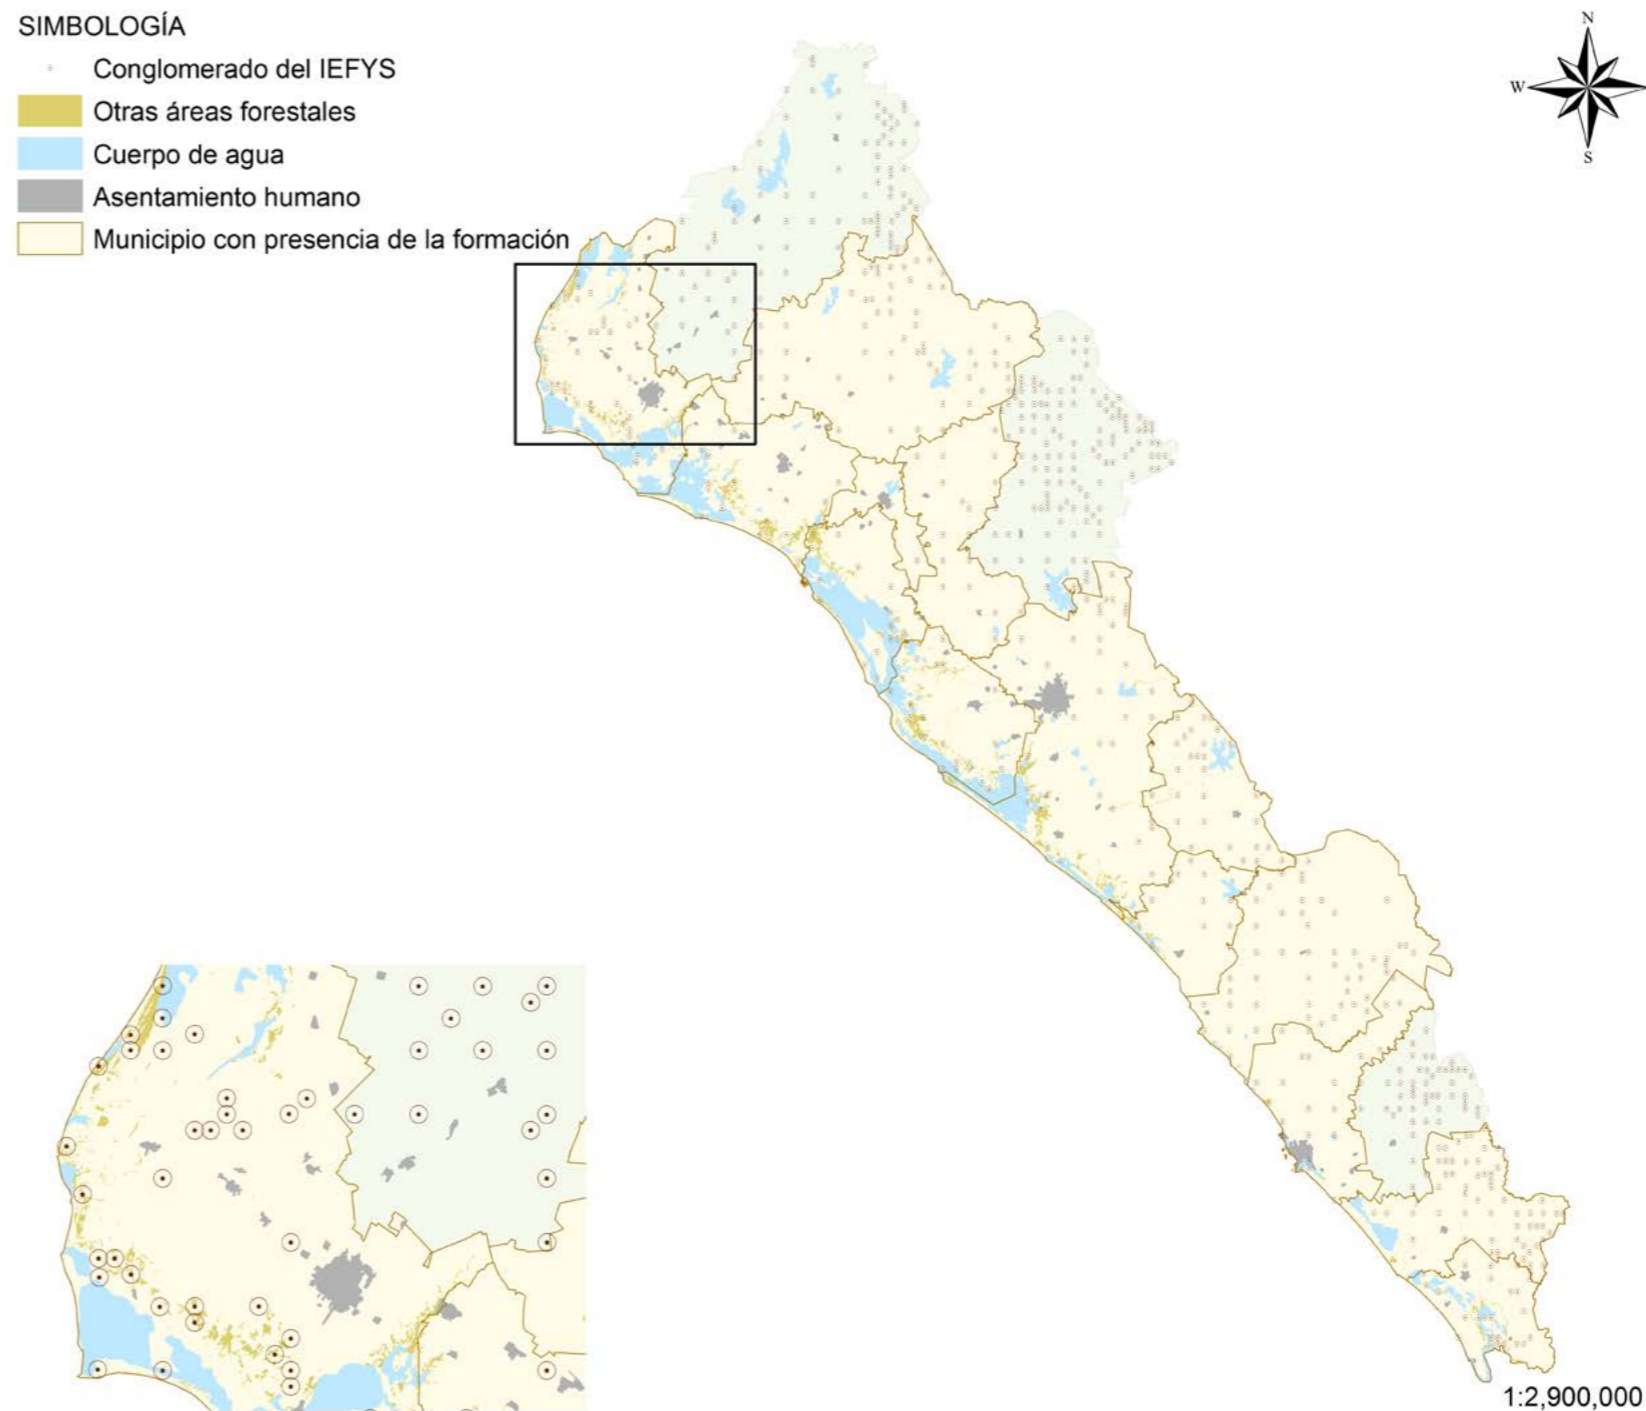 SIMBOLOGÍA
Conglomerado del IEFYS
Otras áreas forestales
Cuerpo de agua
Asentamiento humano
Municipio con presencia de la formación
N
W
S
1:2,900,000